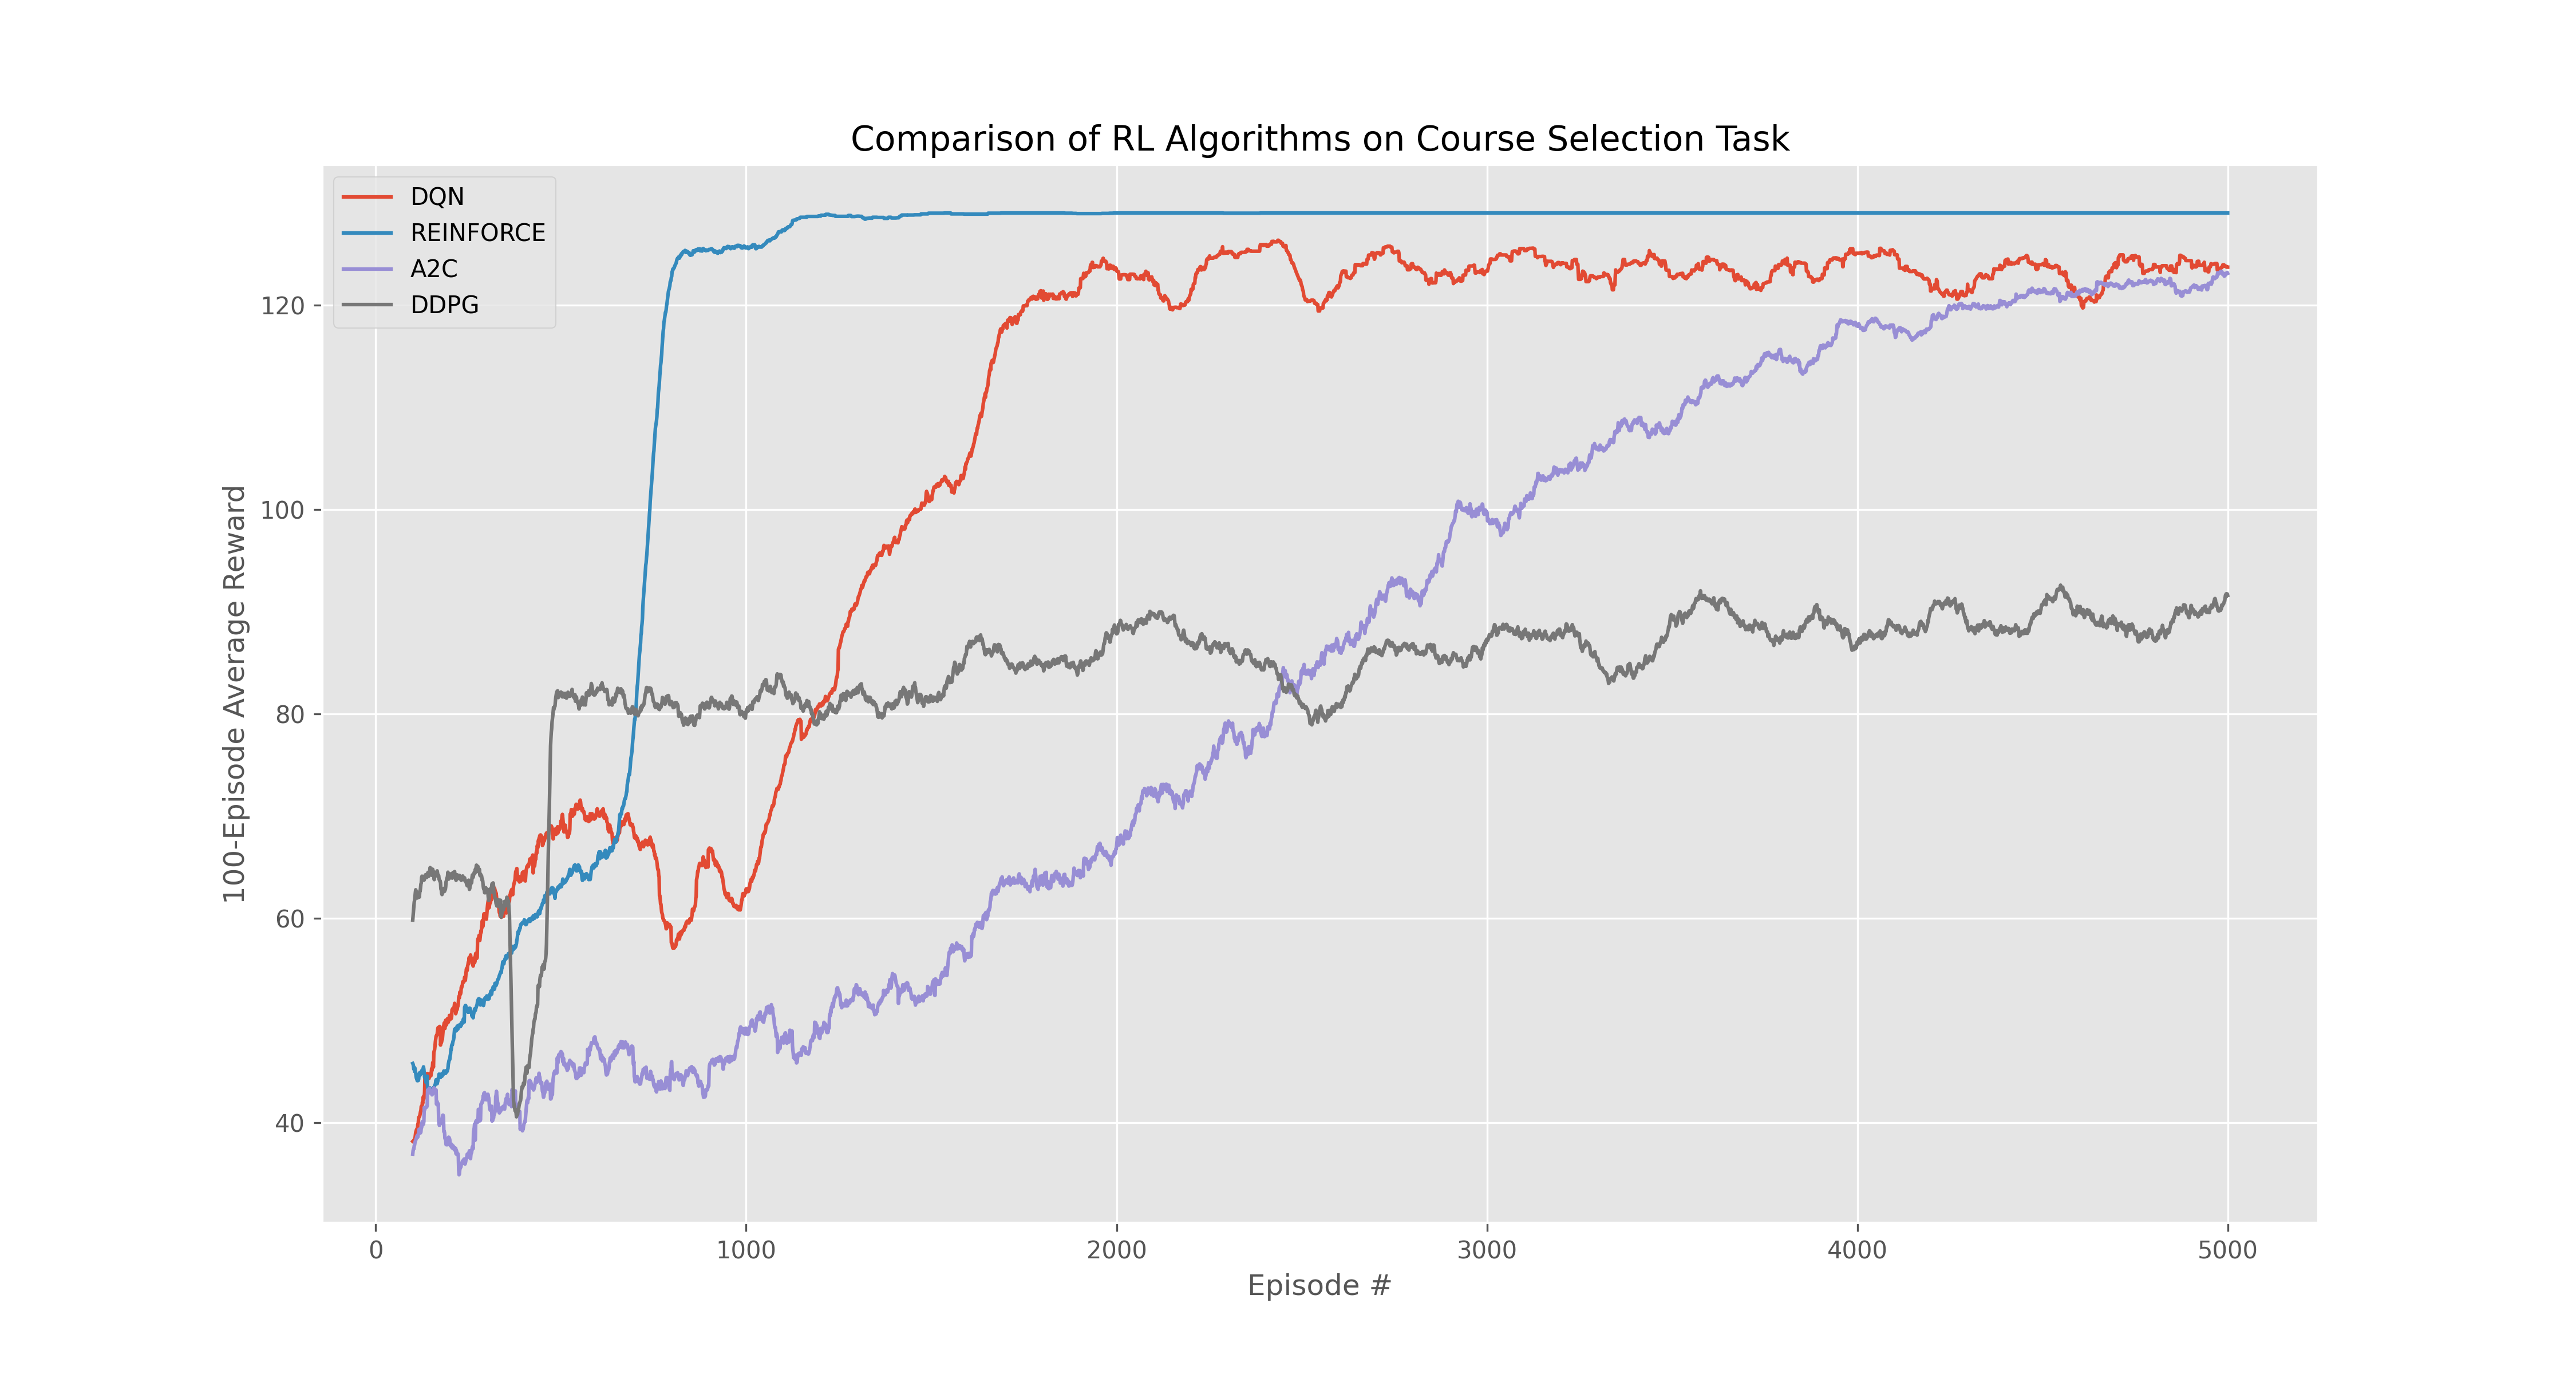 Comparison of RL Algorithms on Course Selection Task
DQN
REINFORCE
A2C
DDPG
120
100
80
60
40
100-Episode Average Reward
0 1000 2000 3000 4000 5000
Episode #